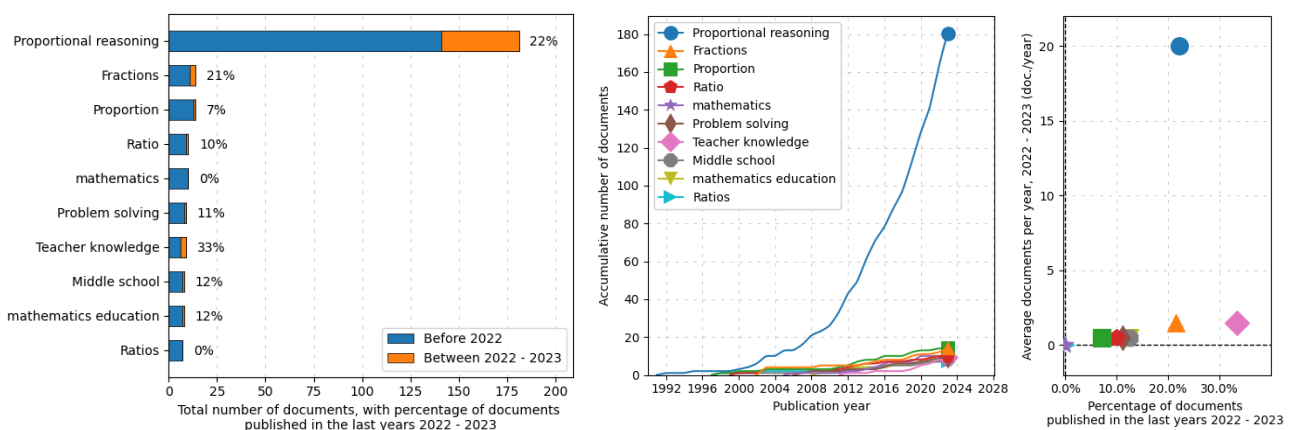 Proportional reasoning
22%
Fractions
21%
Proportion
7%
Ratio
10%
mathematics
0%
Problem solving
11%
Teacher knowledge
33%
Middle school
12%
mathematics education
12%
Ratios
0%
Before 2022
Between 2022 - 2023
0 25 50 75 100 125 150 175 200
Total number of documents, with percentage of documents
published in the last years 2022 - 2023
Accumulative number of documents
180
160
140
120
100
80
60
40
20
0
Proportional reasoning
Fractions
Proportion
Ratio
mathematics
Problem solving
Teacher knowledge
Middle school
mathematics education
Ratios
1992 1996 2000 2004 2008 2012 2016 2020 2024 2028
Publication year
Average documents per year, 2022 - 2023 (doc./year)
20
15
10
5
0
0.0% 10.0% 20.0% 30.0%
Percentage of documents
published in the last years 2022 - 2023